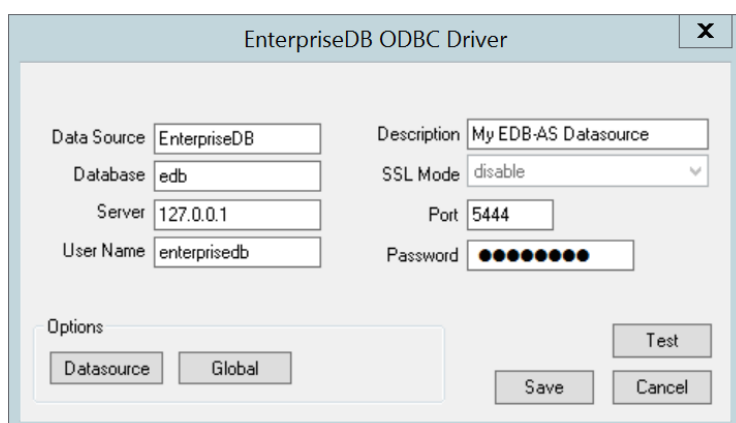 EnterpriseDB ODBC Driver
X
Data Source EnterpriseDB Description My EDB-AS Datasource
Database edb SSL Mode disable
Server 127.0.0.1 Port 5444
User Name enterprisedb Password ●●●●●●●●
Options
Datasource Global Test
Save Cancel